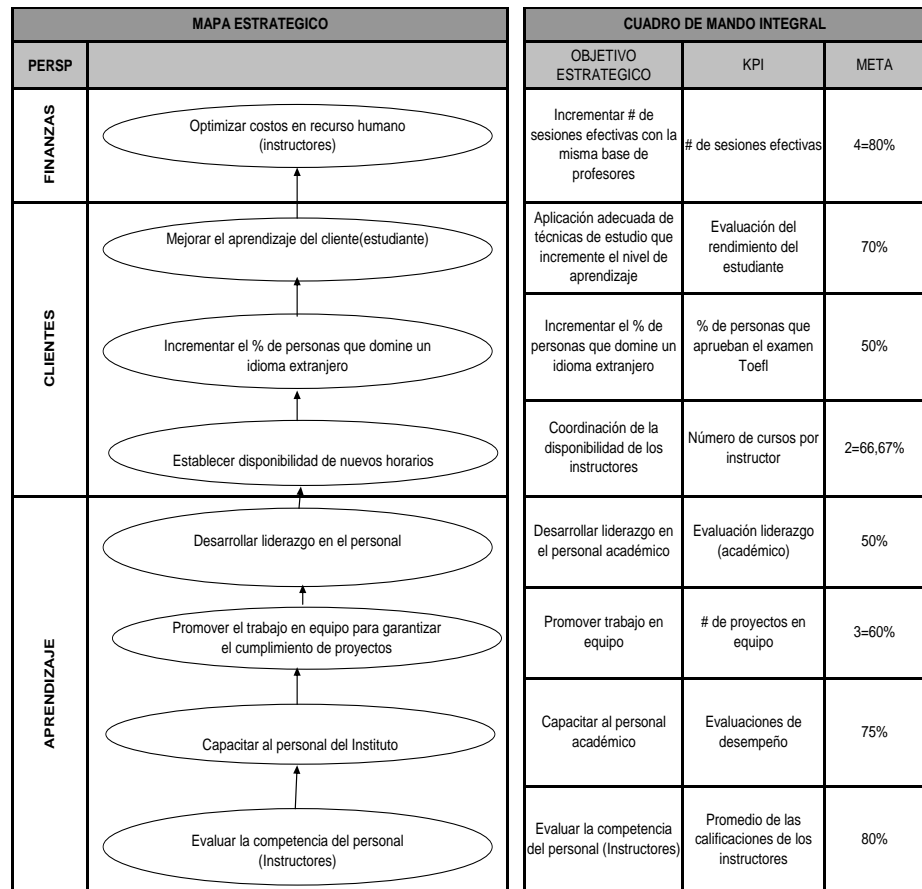 MAPA ESTRATEGICO
CUADRO DE MANDO INTEGRAL
PERSP
OBJETIVO
ESTRATEGICO
KPI
META
FINANZAS
Optimizar costos en recurso humano
(instructores)
Incrementar # de
sesiones efectivas con la
misma base de
profesores
# de sesiones efectivas
4=80%
CLIENTES
Mejorar el aprendizaje del cliente(estudiante)
Aplicación adecuada de
técnicas de estudio que
incremente el nivel de
aprendizaje
Evaluación del
rendimiento del
estudiante
70%
Incrementar el % de personas que domine un
idioma extranjero
Incrementar el % de
personas que domine un
idioma extranjero
% de personas que
aprueban el examen
Toefl
50%
Establecer disponibilidad de nuevos horarios
Coordinación de la
disponibilidad de los
instructores
Número de cursos por
instructor
2=66,67%
APRENDIZAJE
Desarrollar liderazgo en el personal
Desarrollar liderazgo en
el personal académico
Evaluación liderazgo
(académico)
50%
Promover el trabajo en equipo para garantizar
el cumplimiento de proyectos
Promover trabajo en
equipo
# de proyectos en
equipo
3=60%
Capacitar al personal del Instituto
Capacitar al personal
académico
Evaluaciones de
desempeño
75%
Evaluar la competencia del personal
(Instructores)
Evaluar la competencia
del personal (Instructores)
Promedio de las
calificaciones de los
instructores
80%